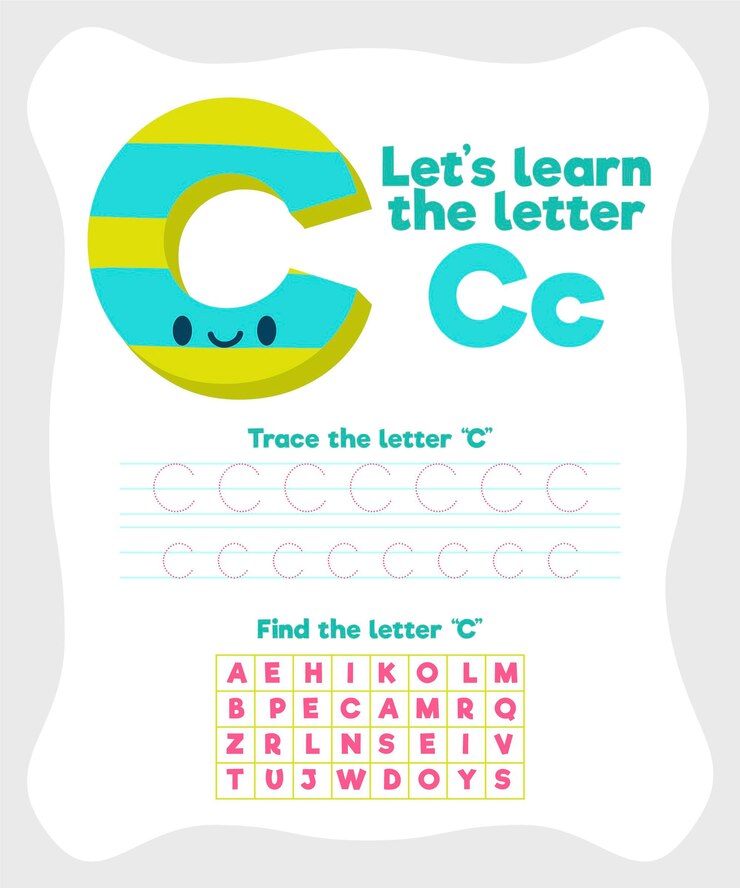 C
Let's learn
the letter
Cc
Trace the letter “C”
C C C C C C C
c c c c c c c c
Find the letter “C”
A E H I K O L M
B P E C A M R Q
Z R L N S E I V
T U J W D O Y S